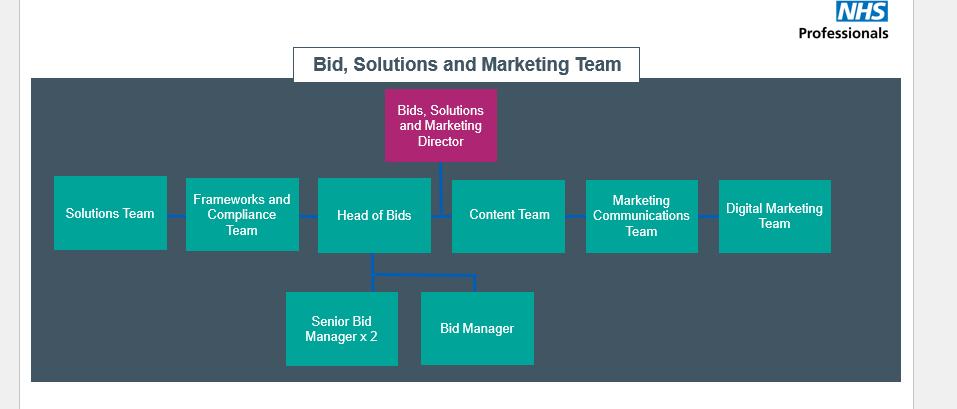 NHS
Professionals
Bid, Solutions and Marketing Team
Bids, Solutions
and Marketing
Director
Solutions Team
Frameworks and
Compliance
Team
Head of Bids
Content Team
Marketing
Communications
Team
Digital Marketing
Team
Senior Bid
Manager x 2
Bid Manager